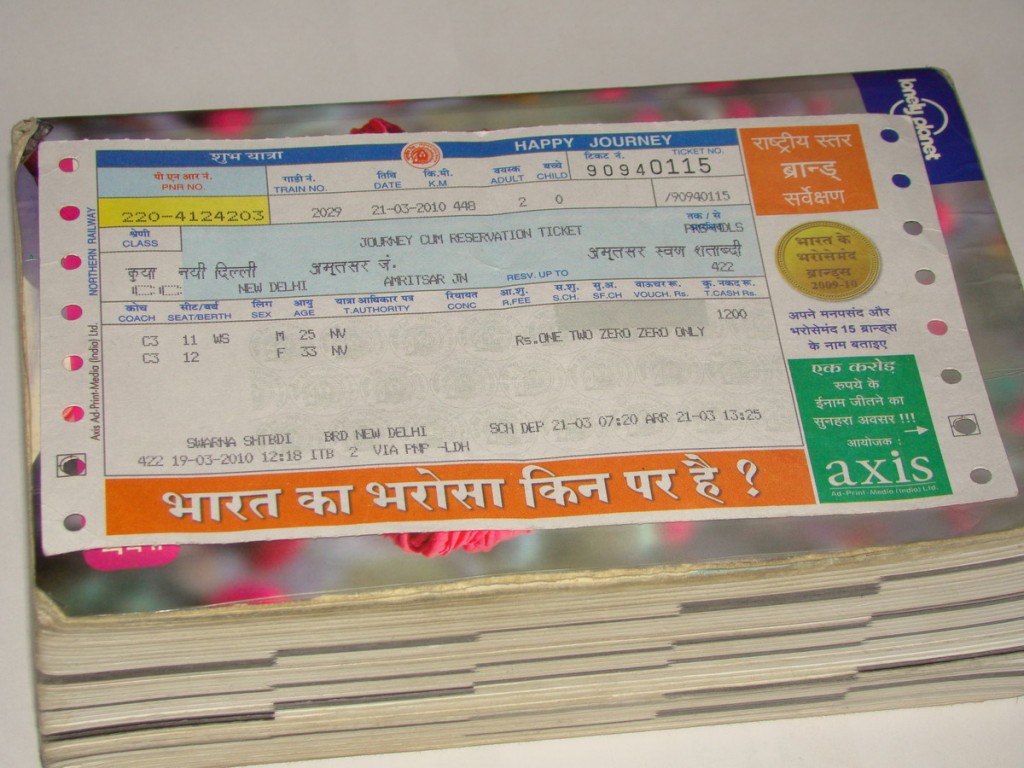 lonely planet
शुभ यात्रा
HAPPY JOURNEY
पी एन आर नं.
PNR NO.
गाड़ी नं.
TRAIN NO.
तिथि
DATE
कि.मी.
K.M
वयस्क
ADULT
बच्चे
CHILD
टिकट नं.
TICKET NO.
90940115
220-4124203
2029
21-03-2010 448
2
0
/90940115
श्रेणी
CLASS
JOURNEY CUM RESERVATION TICKET
तक / से
कुया नयी दिल्ली अमृतसर जं. अमृतसर स्वण शताब्दी
NEW DELHI AMRITSAR JN RESV. UP TO 422
कोच
COACH
सीट/बर्थ
SEAT/BERTH
लिंग
SEX
आयु
AGE
यात्रा अधिकार पत्र
T.AUTHORITY
रियायत
CONC
आ.शु.
R.FEE
स.शु.
S.CH.
सु.अ.
SF.CH
वाऊचर रू.
VOUCH. Rs.
कु. नकद रू.
T.CASH Rs.
1200
C3 11 WS M 25 NV Rs.ONE TWO ZERO ZERO ONLY
C3 12 F 33 NV
SWARNA SHTBDI BRD NEW DELHI SCH DEP 21-03 07:20 ARR 21-03 13:25
422 19-03-2010 12:18 ITB 2 VIA PNP -LDH
भारत का भरोसा किन पर है ?
NORTHERN RAILWAY
Axis Ad-Print-Media (India) Ltd.
राष्ट्रीय स्तर
ब्रान्ड्
सर्वेक्षण
भारत के
भरोसेमंद
ब्रान्ड्स
2009-10
अपने मनपसंद और
भरोसेमंद 15 ब्रान्ड्स
के नाम बताइए
एक करोड़
रुपये के
ईनाम जीतने का
सुनहरा अवसर !!!
आयोजक :
axis
Ad-Print-Media (India) LTD.